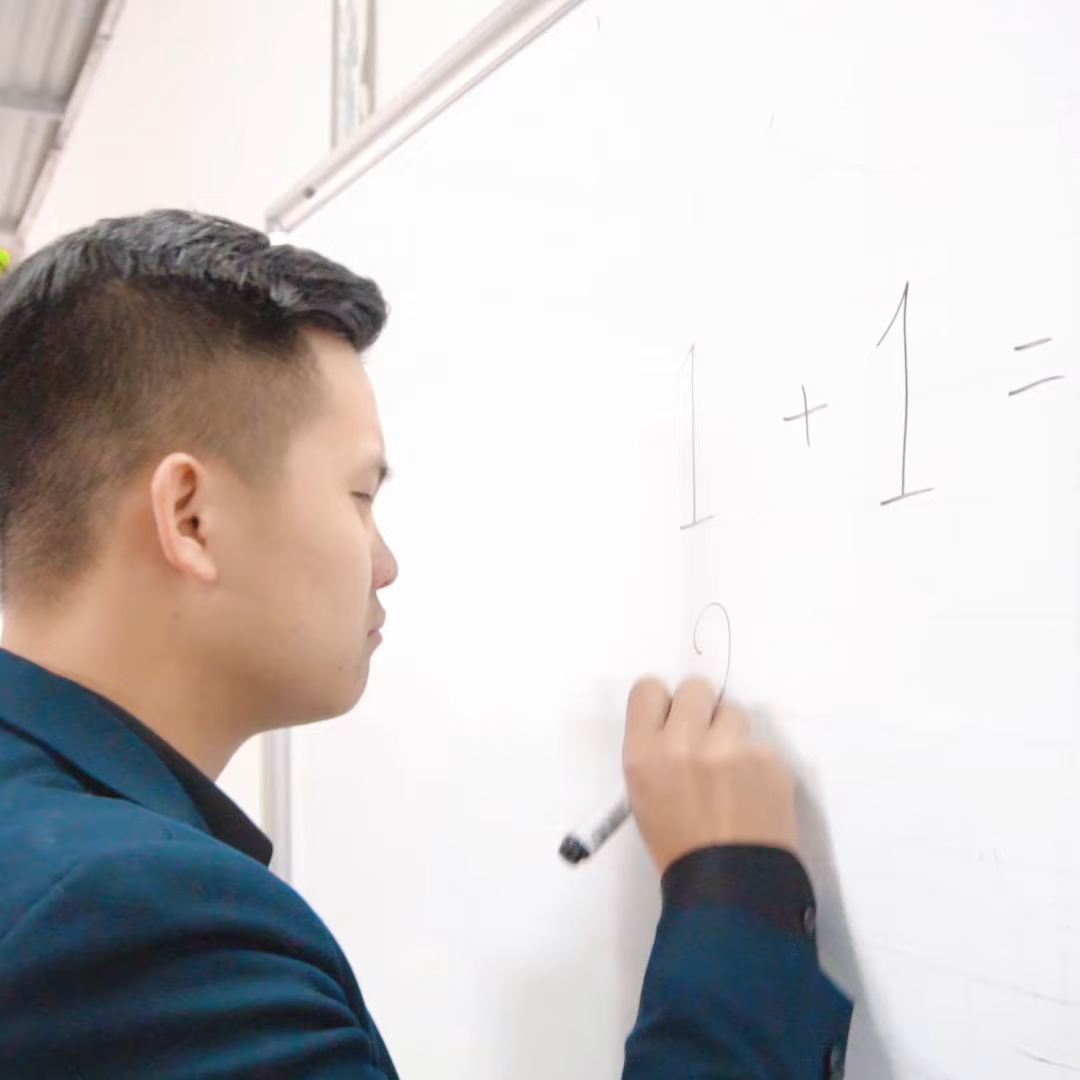 1 + 1 =
2